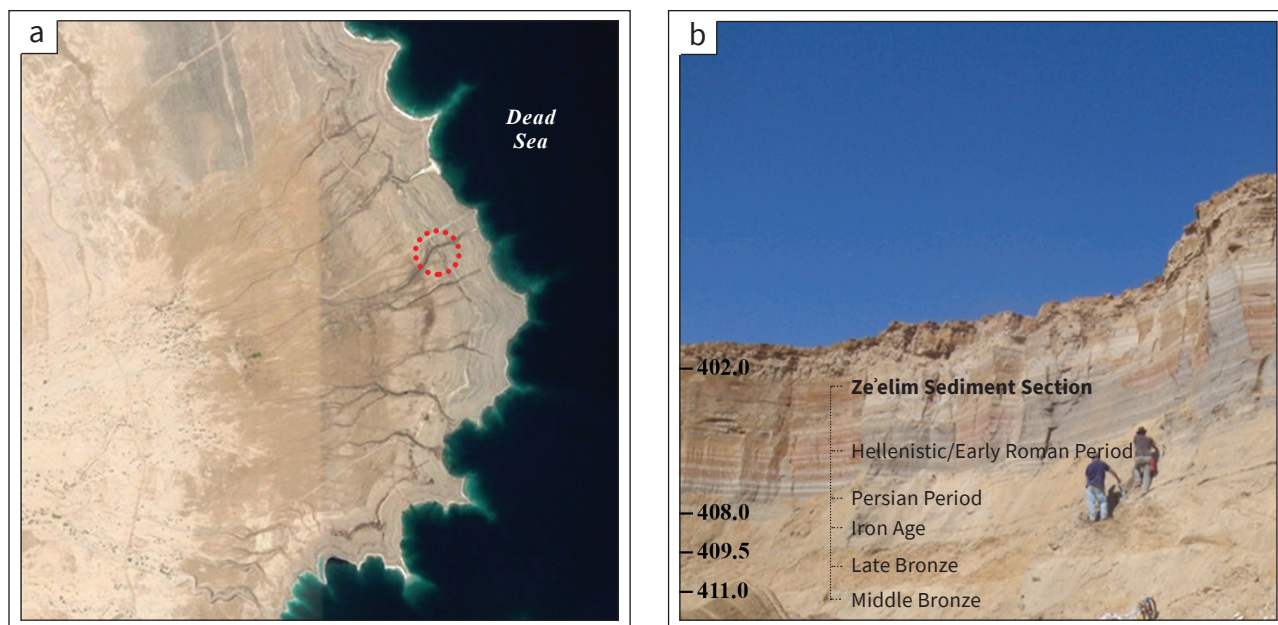 a
Dead
Sea
b
402.0
Ze'elim Sediment Section
Hellenistic/Early Roman Period
Persian Period
408.0
Iron Age
409.5
Late Bronze
411.0
Middle Bronze